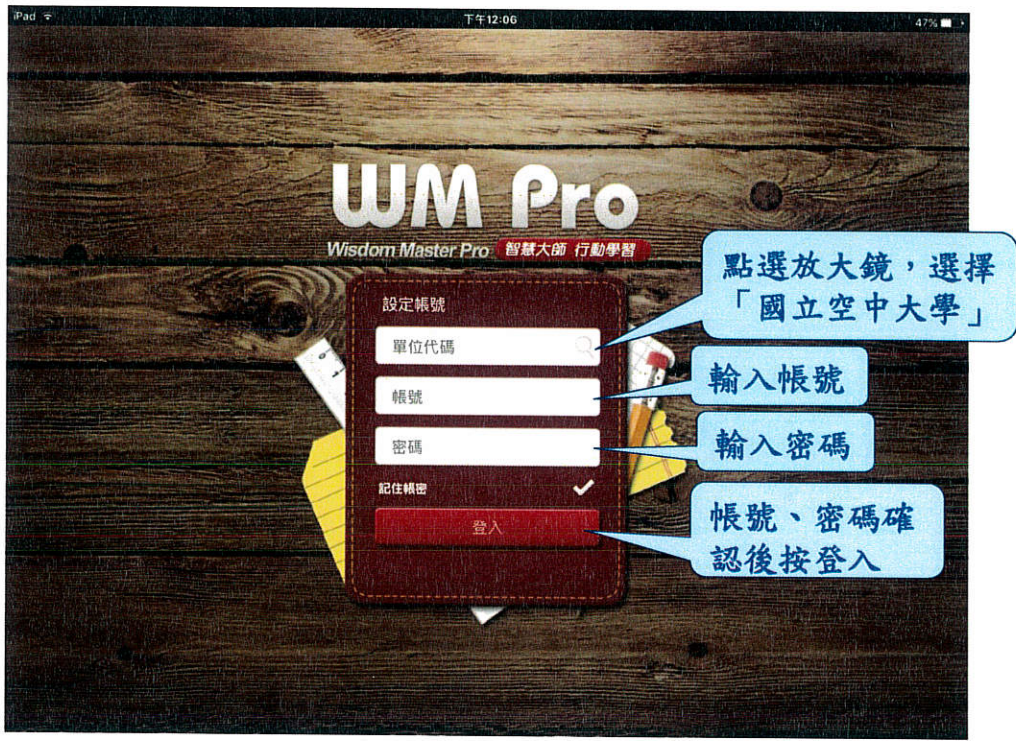 iPad
下午12:06
47%
WM Pro
Wisdom Master Pro 智慧大師 行動學習
點選放大鏡，選擇
「國立空中大學」
設定帳號
單位代碼
帳號
輸入帳號
密碼
輸入密碼
記住帳密
登入
帳號、密碼確
認後按登入